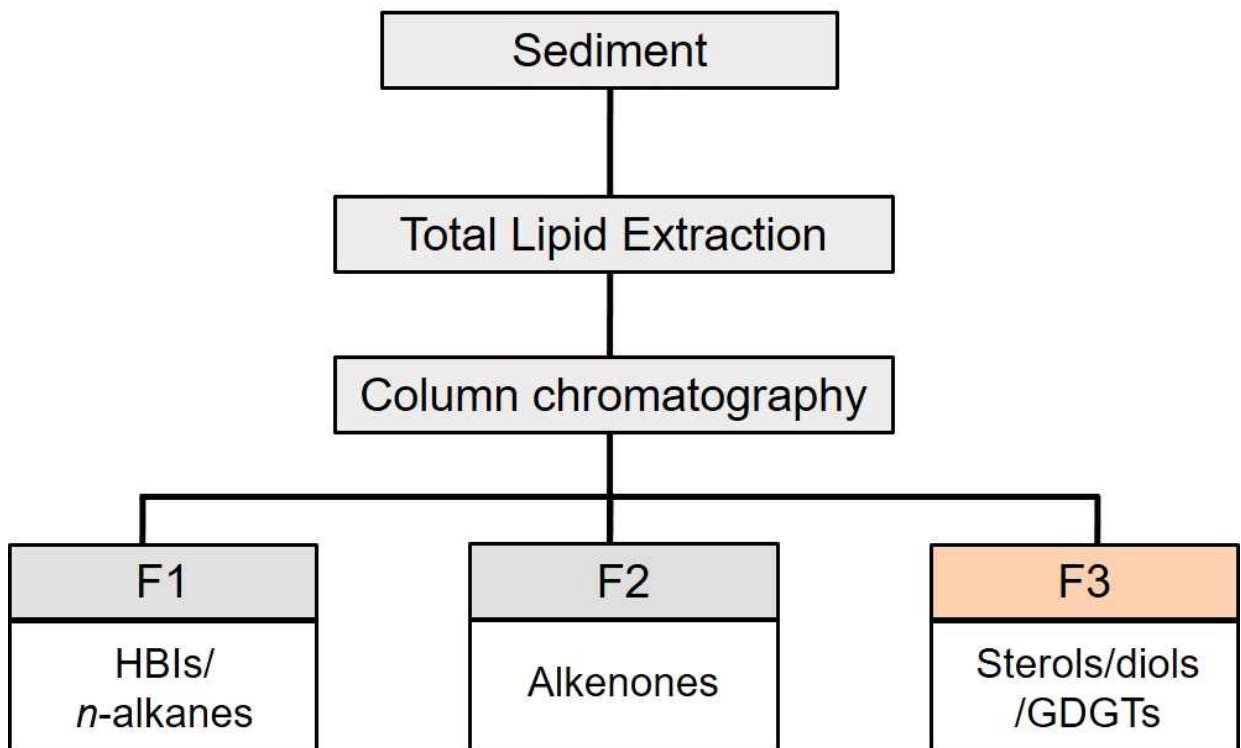 Sediment
Total Lipid Extraction
Column chromatography
F1
F2
F3
HBIs/
n-alkanes
Alkenones
Sterols/diols
/GDGTs